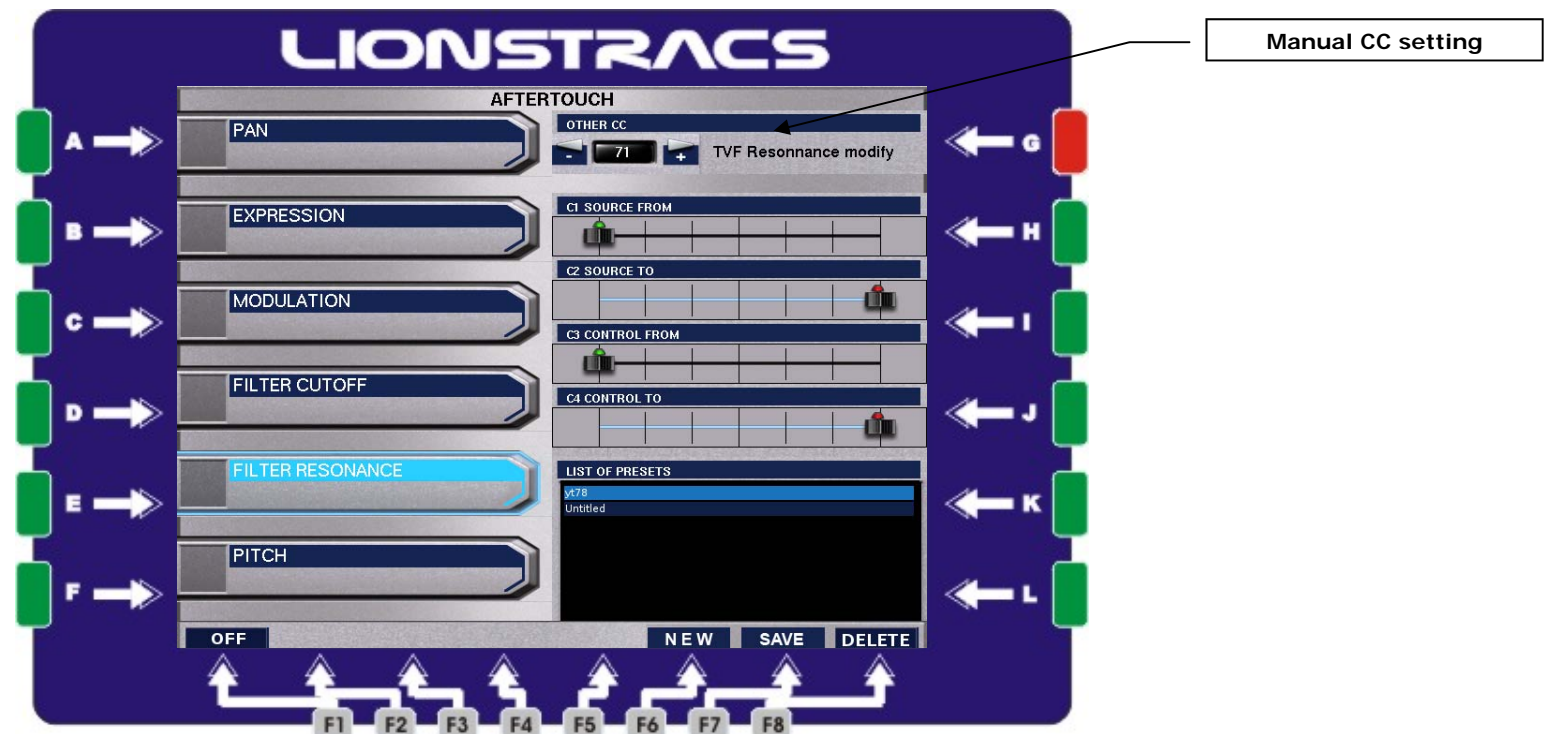 LIONSTRACS
Manual CC setting
AFTERTOUCH
PAN
OTHER CC
- 71 + TVF Resonnance modify
A
G
EXPRESSION
C1 SOURCE FROM
B
H
C2 SOURCE TO
MODULATION
C
I
C3 CONTROL FROM
FILTER CUTOFF
C4 CONTROL TO
D
J
FILTER RESONANCE
LIST OF PRESETS
yt78
Untitled
E
K
PITCH
F
L
OFF NEW SAVE DELETE
F1 F2 F3 F4 F5 F6 F7 F8